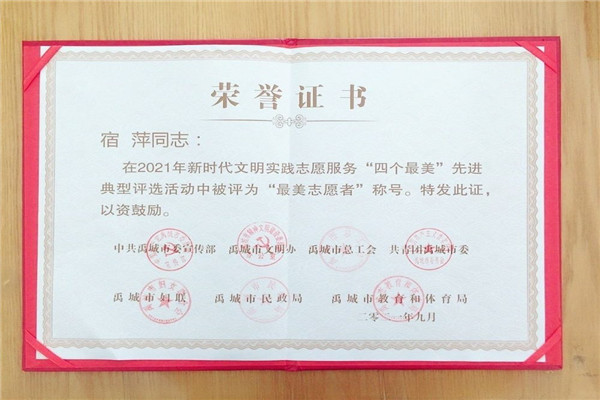 荣誉证书
宿 萍同志：
在2021年新时代文明实践志愿服务“四个最美”先进
典型评选活动中被评为“最美志愿者”称号。特发此证，
以资鼓励。
中共禹城市委宣传部 禹城市文明办 禹城市总工会 共青团禹城市委
禹城市妇联 禹城市民政局 禹城市教育和体育局
二〇 一年九月